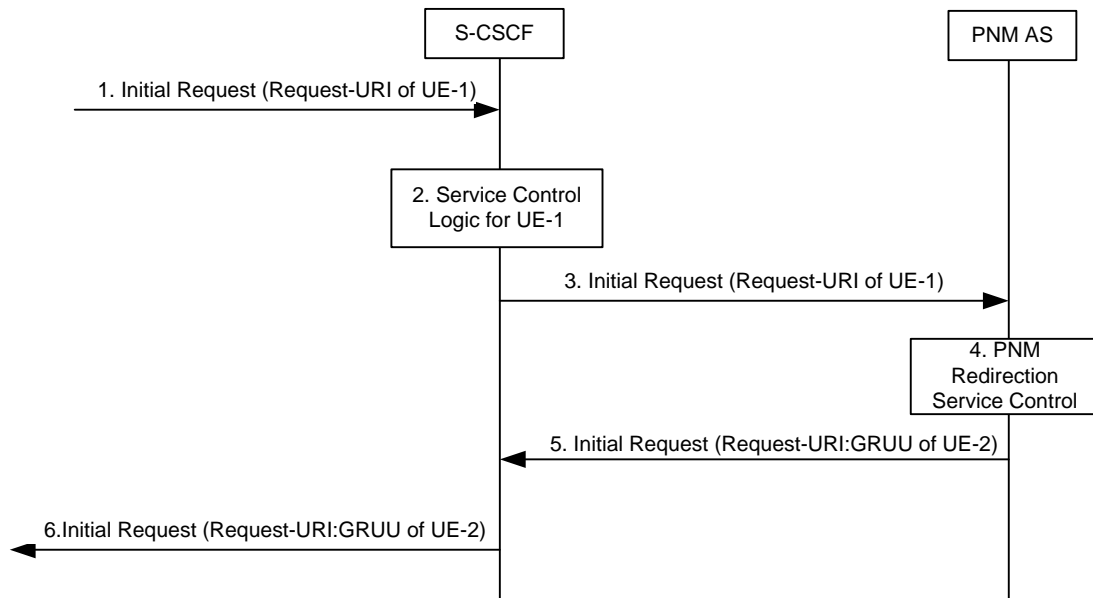 S-CSCF
PNM AS
1. Initial Request (Request-URI of UE-1)
2. Service Control
Logic for UE-1
3. Initial Request (Request-URI of UE-1)
4. PNM
Redirection
Service Control
5. Initial Request (Request-URI:GRUU of UE-2)
6.Initial Request (Request-URI:GRUU of UE-2)